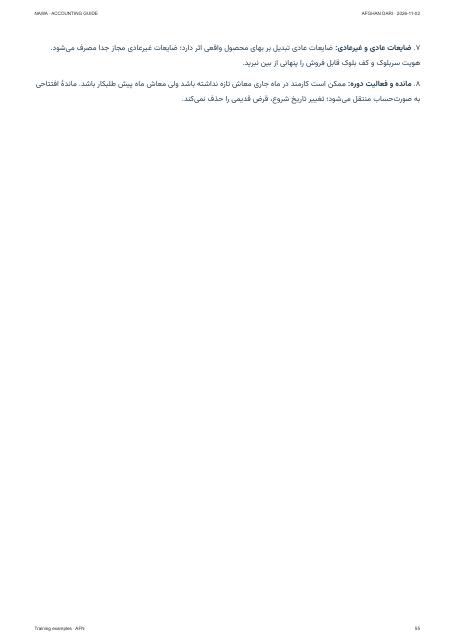 NAWA · ACCOUNTING GUIDE
AFGHAN DARI · 2026-11-02
۷. ضایعات عادی و غیرعادی: ضایعات عادی تبدیل بر بهای محصول واقعی اثر دارد؛ ضایعات غیرعادی مجاز جدا مصرف می‌شود.
هویت سربلوک و کف بلوک قابل فروش را پنهانی از بین نبرید.
۸. مانده و فعالیت دوره: ممکن است کارمند در ماه جاری معاش تازه نداشته باشد ولی معاش ماه پیش طلبکار باشد. ماندهٔ افتتاحی
به صورت‌حساب منتقل می‌شود؛ تغییر تاریخ شروع، قرض قدیمی را حذف نمی‌کند.
Training examples · AFN